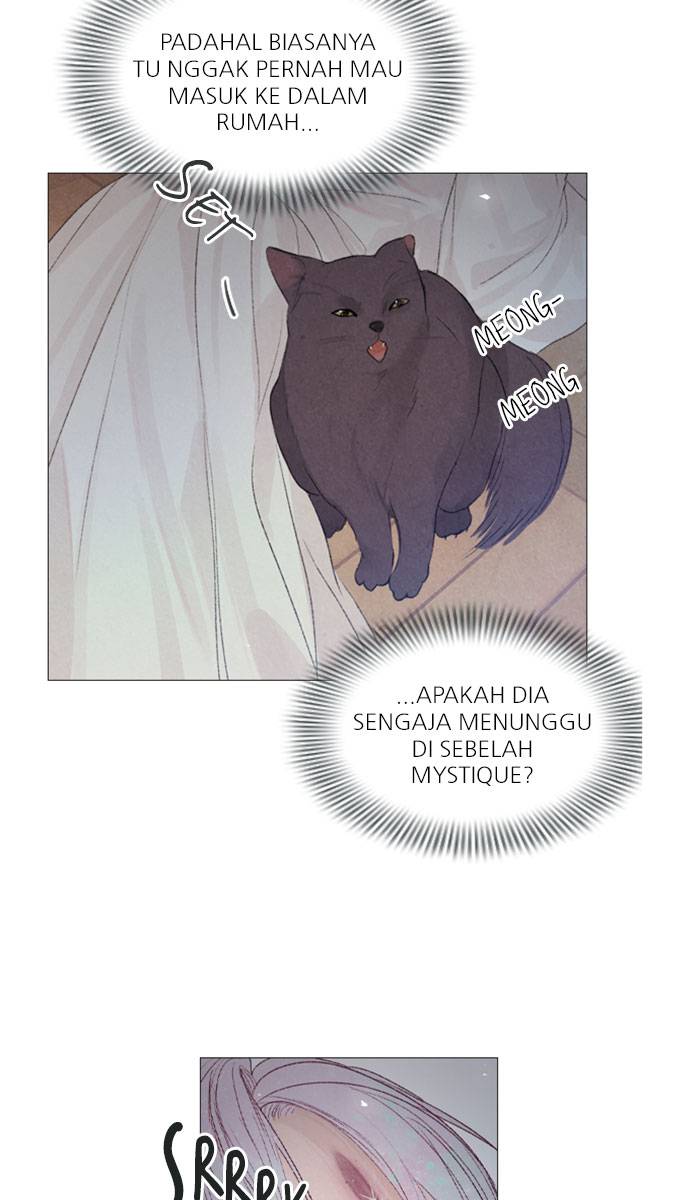 PADAHAL BIASANYA
TU NGGAK PERNAH MAU
MASUK KE DALAM
RUMAH...
SET
MEONG-
MEONG
...APAKAH DIA
SENGAJA MENUNGGU
DI SEBELAH
MYSTIQUE?